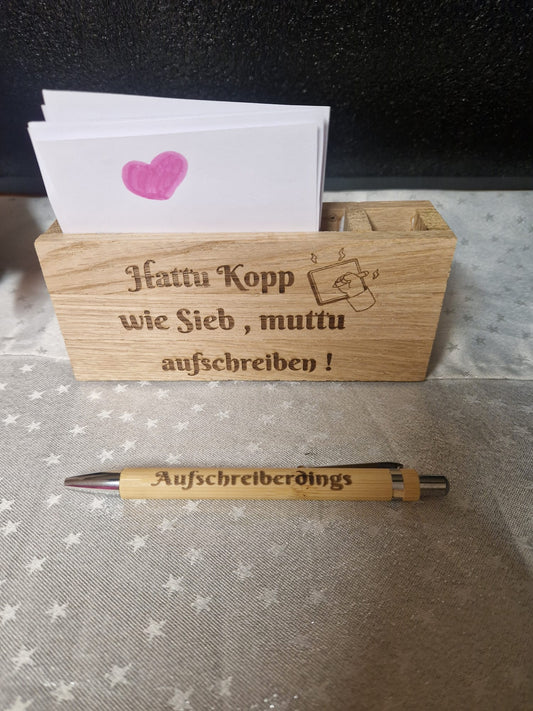 Hattu Kopp
wie Sieb , muttu
aufschreiben !
Aufschreiberdings